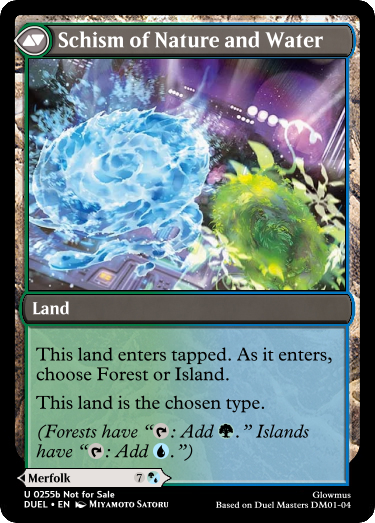 Schism of Nature and Water
Land
This land enters tapped. As it enters,
choose Forest or Island.
This land is the chosen type.
(Forests have “: Add .” Islands
have “: Add .”)
Merfolk 7
U 0255b Not for Sale Glowmus
DUEL • EN Miyamoto Satoru Based on Duel Masters DM01-04